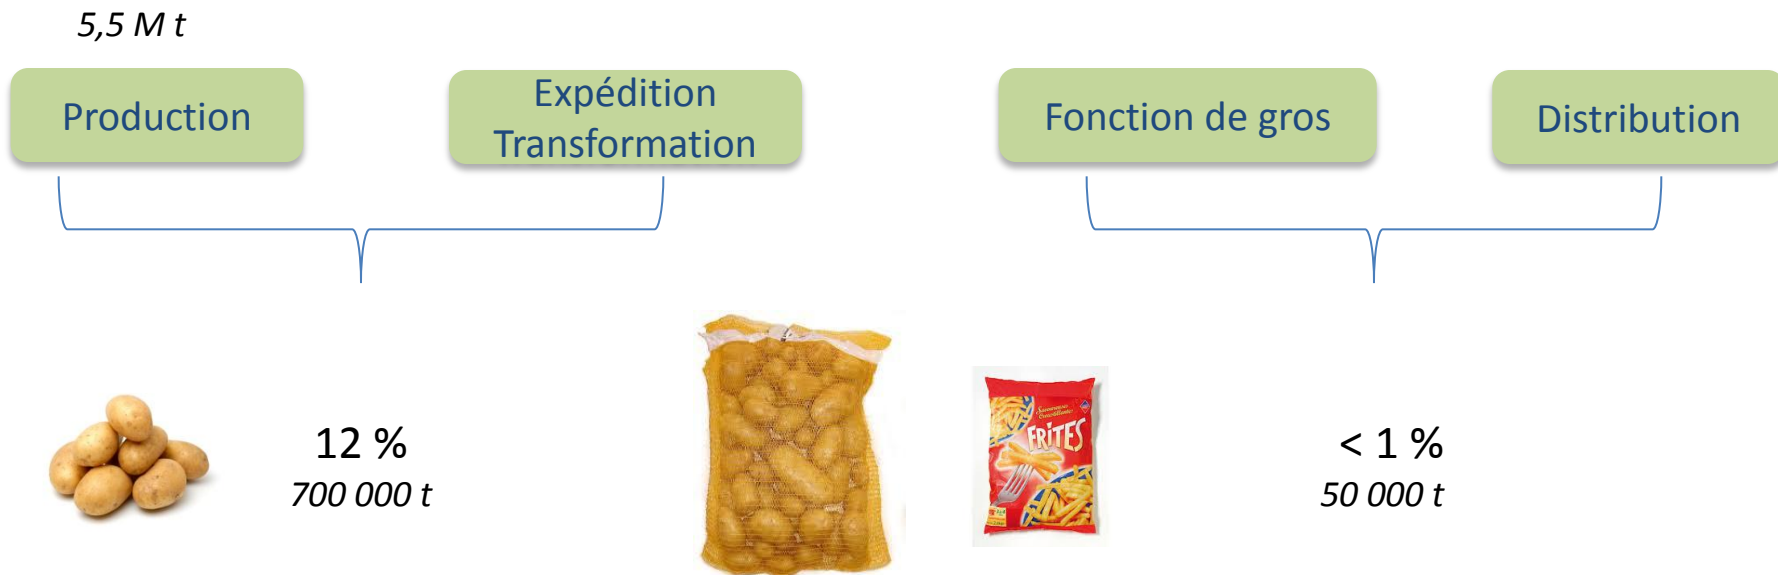 5,5 M t
Production
Expédition
Transformation
Fonction de gros
Distribution
12 %
700 000 t
FRITES
< 1 %
50 000 t